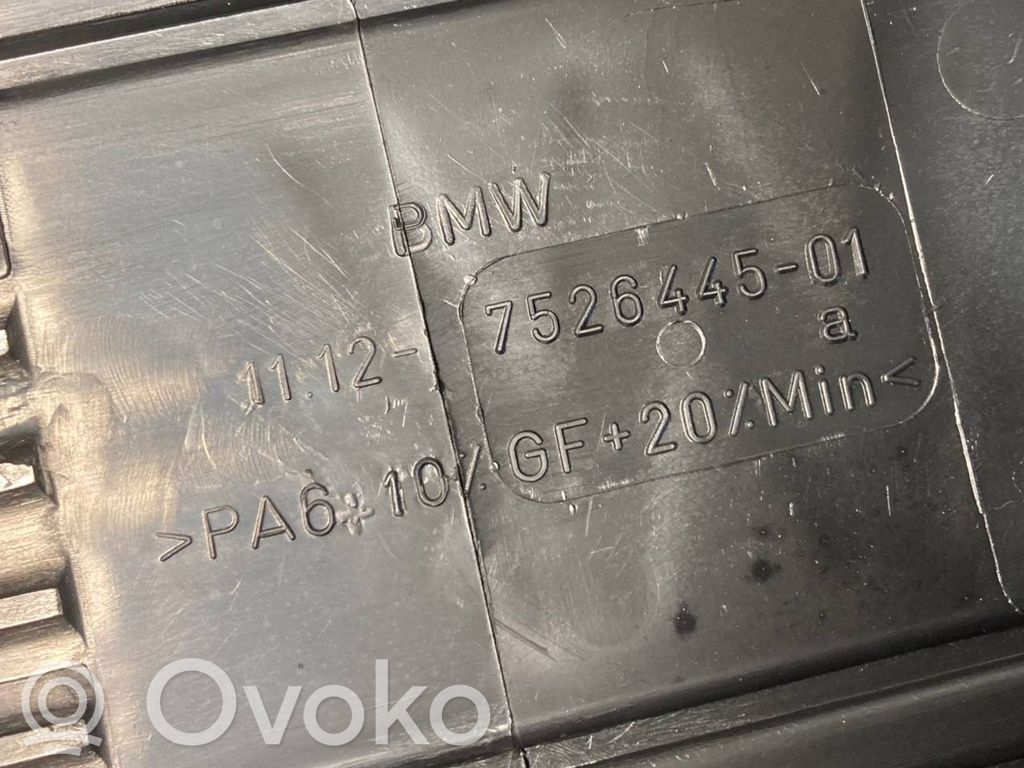 BMW
11.12- 7526445-01
a
>PA6+10%GF+20%Min<
® Ovoko